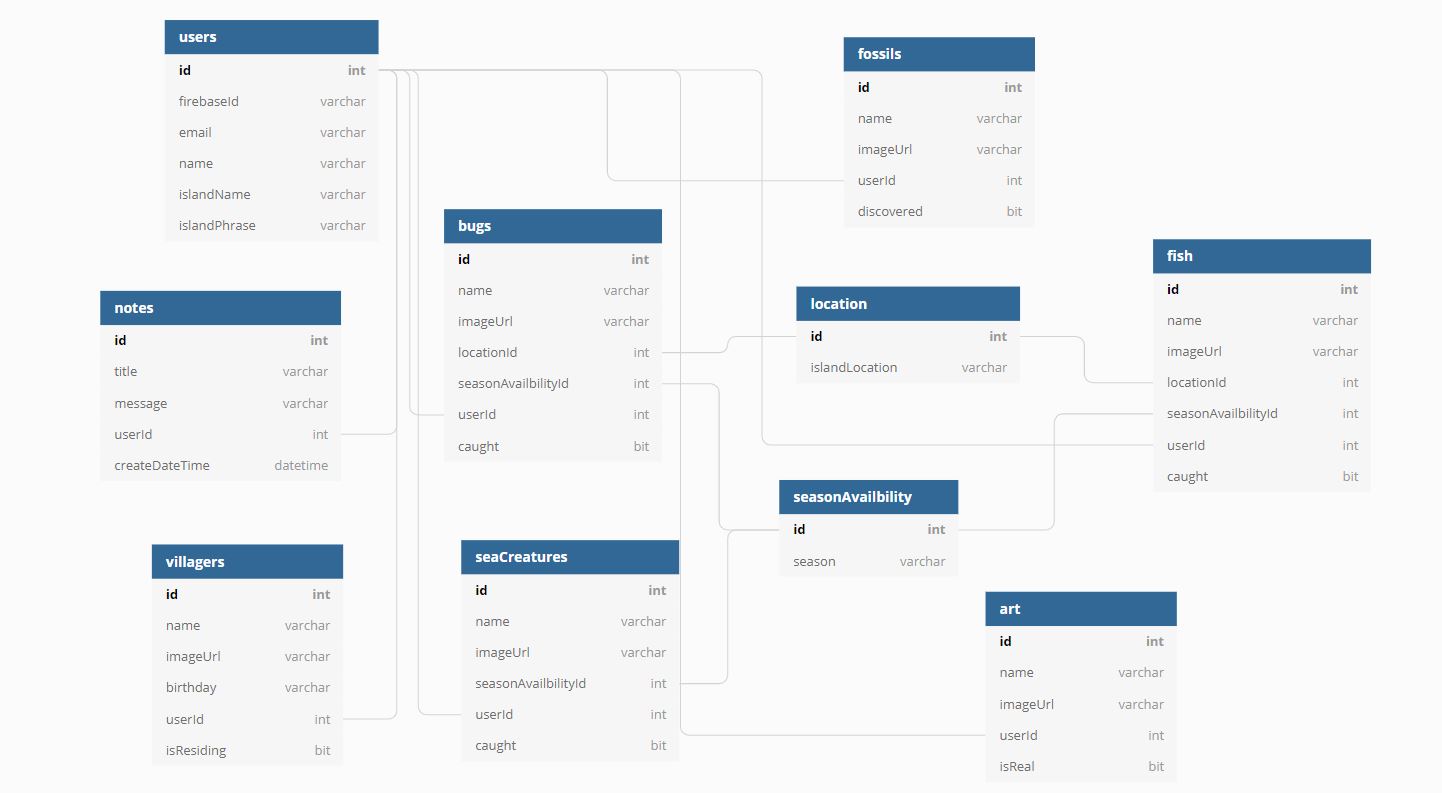 users
id int
firebaseId varchar
email varchar
name varchar
islandName varchar
islandPhrase varchar
fossils
id int
name varchar
imageUrl varchar
userId int
discovered bit
bugs
id int
name varchar
imageUrl varchar
locationId int
seasonAvailbilityId int
userId int
caught bit
fish
id int
name varchar
imageUrl varchar
locationId int
seasonAvailbilityId int
userId int
caught bit
notes
id int
title varchar
message varchar
userId int
createDateTime datetime
location
id int
islandLocation varchar
seasonAvailbility
id int
season varchar
villagers
id int
name varchar
imageUrl varchar
birthday varchar
userId int
isResiding bit
seaCreatures
id int
name varchar
imageUrl varchar
seasonAvailbilityId int
userId int
caught bit
art
id int
name varchar
imageUrl varchar
userId int
isReal bit